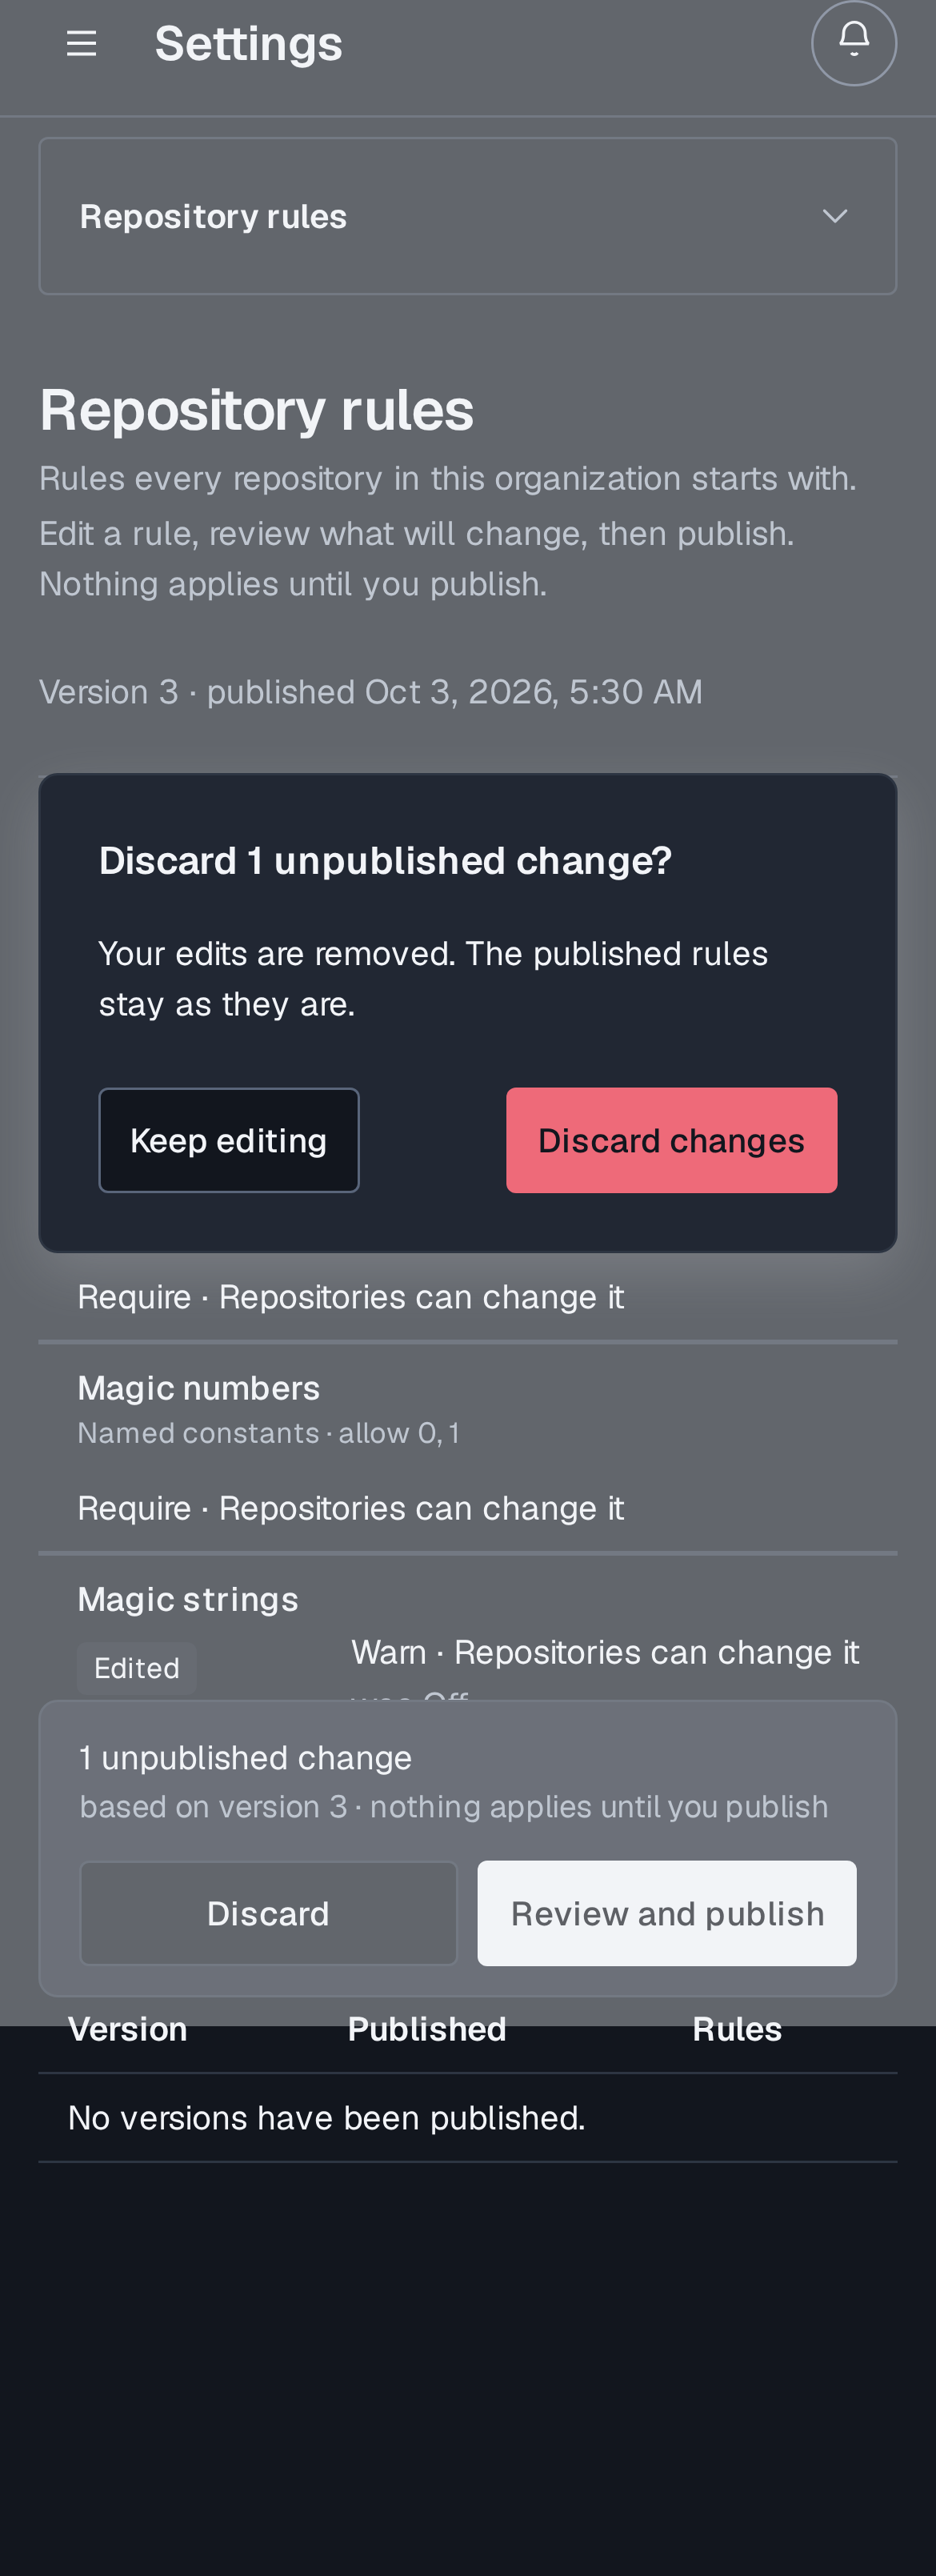 Settings
Repository rules
Repository rules
Rules every repository in this organization starts with.
Edit a rule, review what will change, then publish.
Nothing applies until you publish.
Version 3 · published Oct 3, 2026, 5:30 AM
Discard 1 unpublished change?
Your edits are removed. The published rules
stay as they are.
Keep editing
Discard changes
Require · Repositories can change it
Magic numbers
Named constants · allow 0, 1
Require · Repositories can change it
Magic strings
Edited
Warn · Repositories can change it
was Off
1 unpublished change
based on version 3 · nothing applies until you publish
Discard
Review and publish
Version Published Rules
No versions have been published.